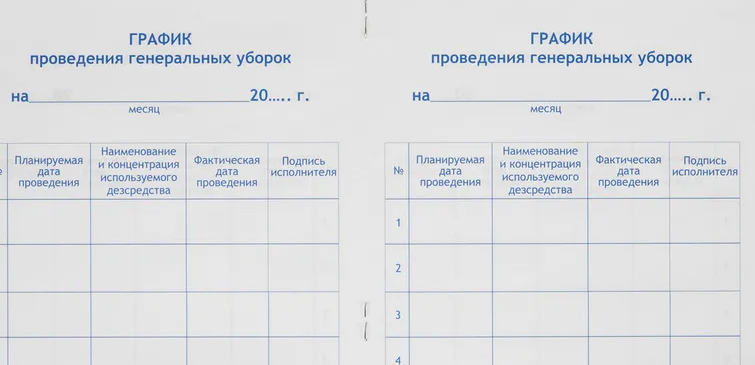 ГРАФИК
проведения генеральных уборок
на 20..... г.
месяц
Планируемая
дата
проведения
Наименование
и концентрация
используемого
дезсредства
Фактическая
дата
проведения
Подпись
исполнителя
ГРАФИК
проведения генеральных уборок
на 20..... г.
месяц
№
Планируемая
дата
проведения
Наименование
и концентрация
используемого
дезсредства
Фактическая
дата
проведения
Подпись
исполнителя
1
2
3
4